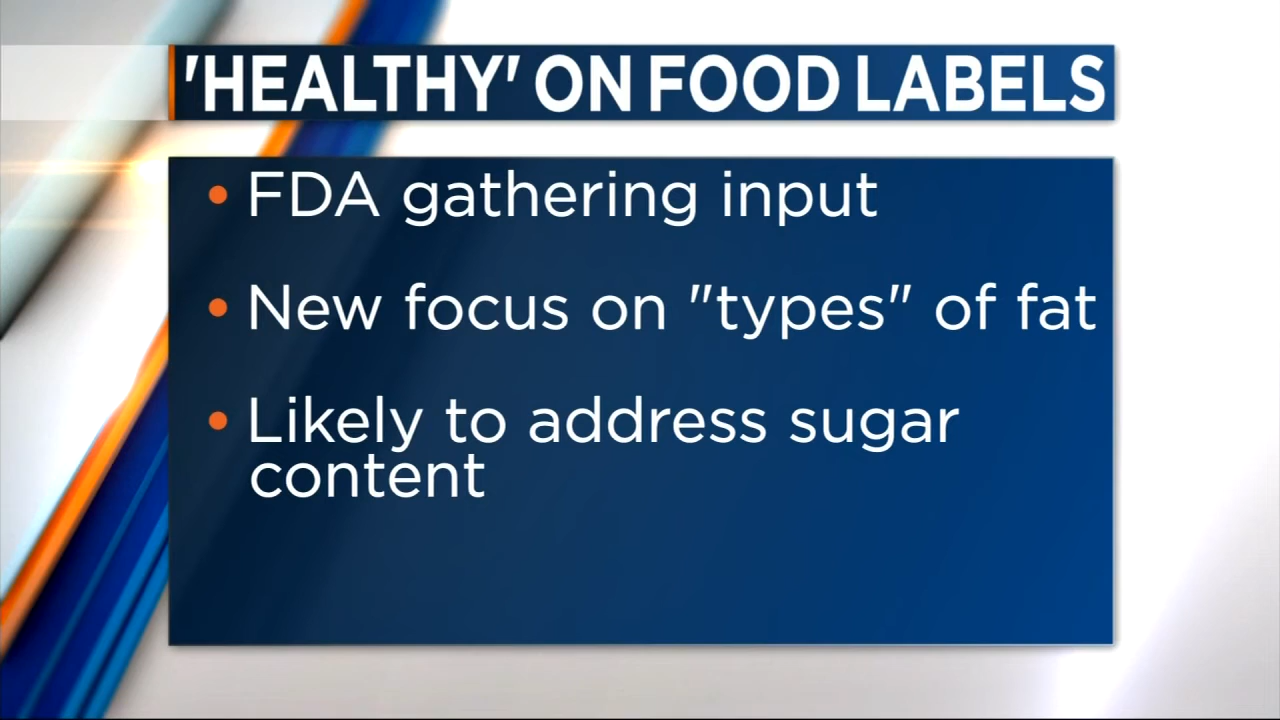 'HEALTHY' ON FOOD LABELS
• FDA gathering input
• New focus on "types" of fat
• Likely to address sugar
content